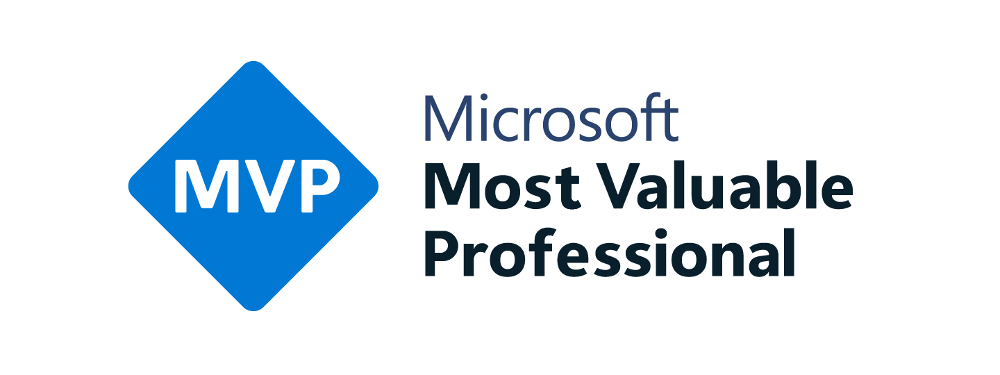 MVP
Microsoft
Most Valuable
Professional